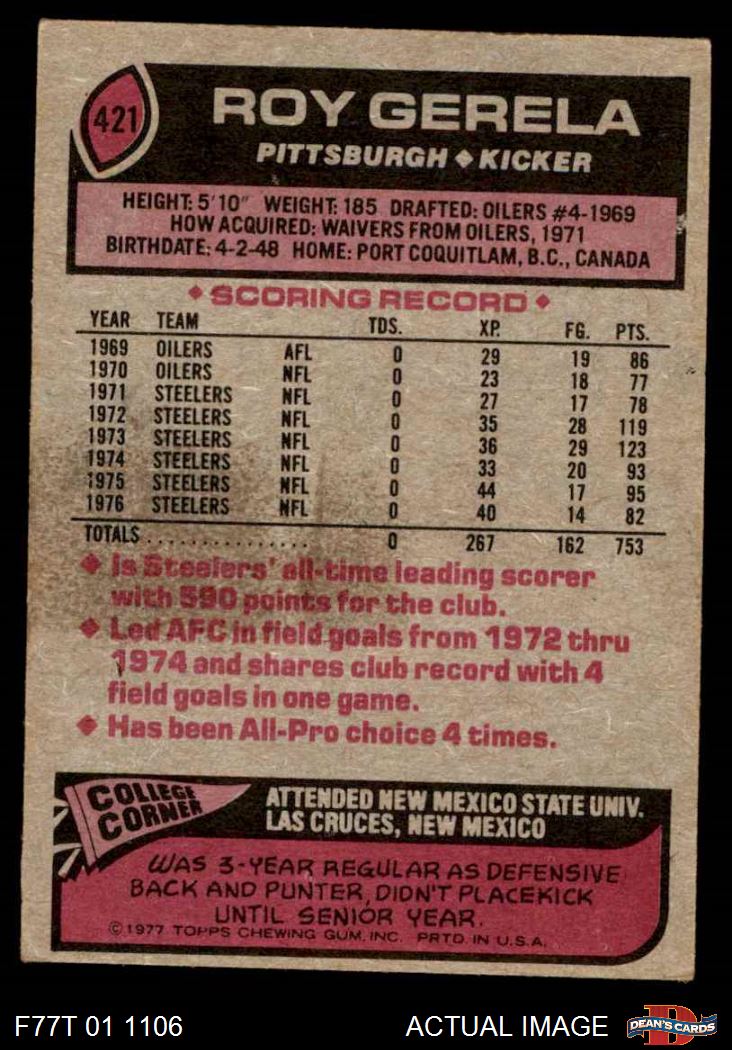 421
ROY GERELA
PITTSBURGH ◆ KICKER
HEIGHT: 5'10" WEIGHT: 185 DRAFTED: OILERS #4-1969
HOW ACQUIRED: WAIVERS FROM OILERS, 1971
BIRTHDATE: 4-2-48 HOME: PORT COQUITLAM, B.C., CANADA
◆ SCORING RECORD ◆
YEAR TEAM TDS. XP. FG. PTS.
1969 OILERS AFL 0 29 19 86
1970 OILERS NFL 0 23 18 77
1971 STEELERS NFL 0 27 17 78
1972 STEELERS NFL 0 35 28 119
1973 STEELERS NFL 0 36 29 123
1974 STEELERS NFL 0 33 20 93
1975 STEELERS NFL 0 44 17 95
1976 STEELERS NFL 0 40 14 82
TOTALS................ 0 267 162 753
◆ Is Steelers' all-time leading scorer
with 590 points for the club.
◆ Led AFC in field goals from 1972 thru
1974 and shares club record with 4
field goals in one game.
◆ Has been All-Pro choice 4 times.
COLLEGE
CORNER
ATTENDED NEW MEXICO STATE UNIV.
LAS CRUCES, NEW MEXICO
WAS 3-YEAR REGULAR AS DEFENSIVE
BACK AND PUNTER, DIDN'T PLACEKICK
UNTIL SENIOR YEAR.
©1977 TOPPS CHEWING GUM, INC. PRTD. IN U.S.A.
F77T 01 1106
ACTUAL IMAGE
D
DEAN'S CARDS